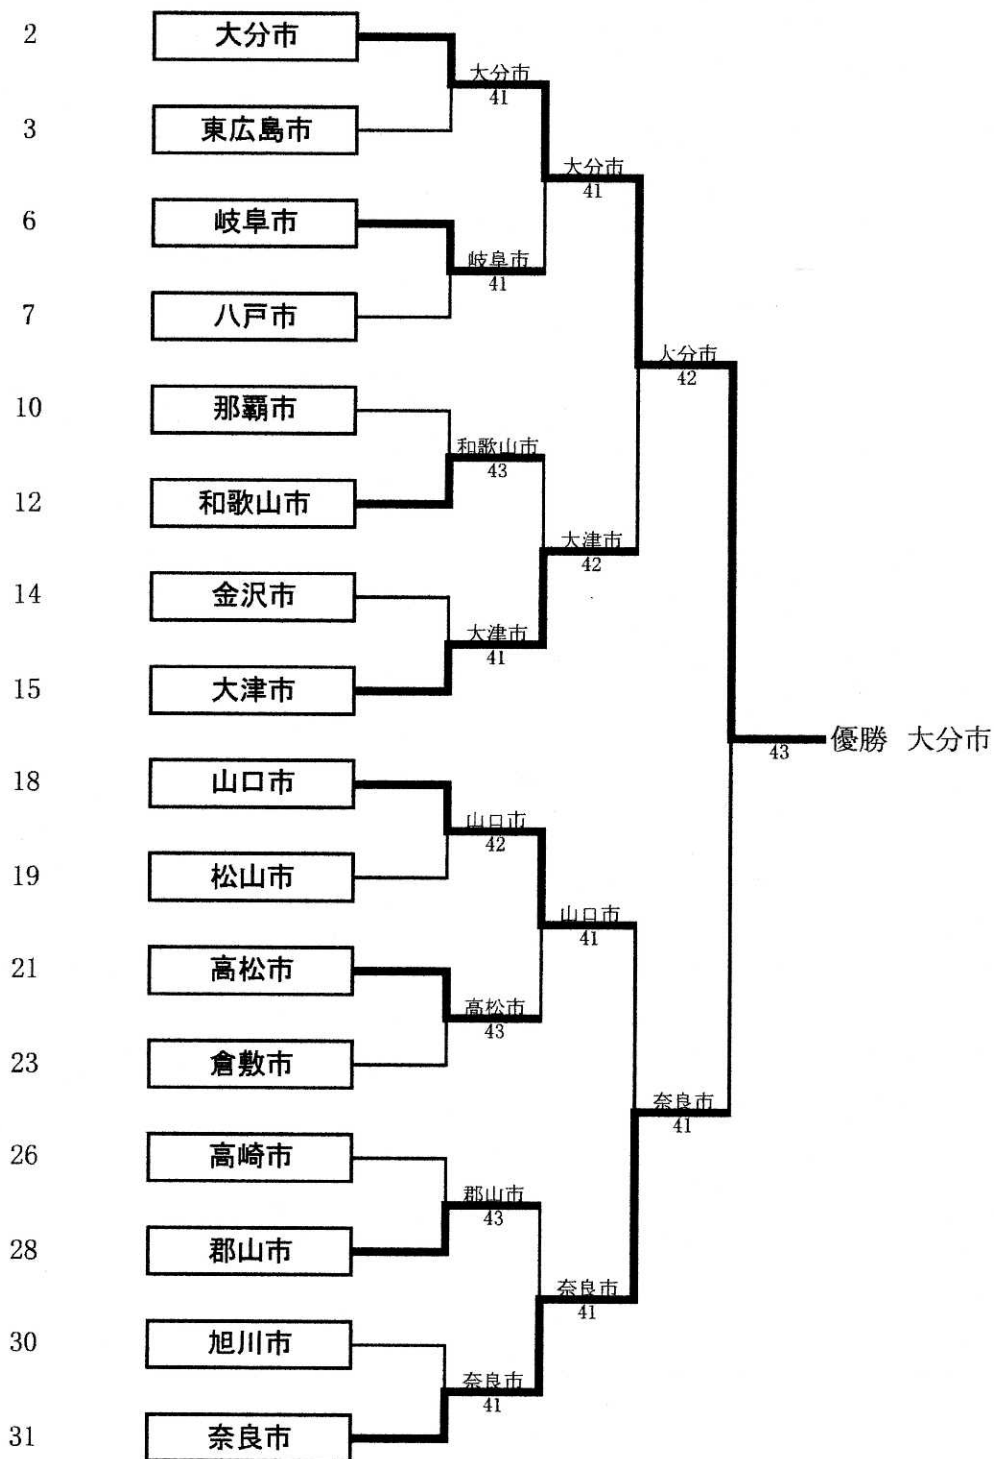 2 大分市
大分市
41
3 東広島市
大分市
41
6 岐阜市
岐阜市
41
7 八戸市
大分市
42
10 那覇市
和歌山市
43
12 和歌山市
大津市
42
14 金沢市
大津市
41
15 大津市
優勝 大分市
43
18 山口市
山口市
42
19 松山市
山口市
41
21 高松市
高松市
43
23 倉敷市
奈良市
41
26 高崎市
郡山市
43
28 郡山市
奈良市
41
30 旭川市
奈良市
41
31 奈良市